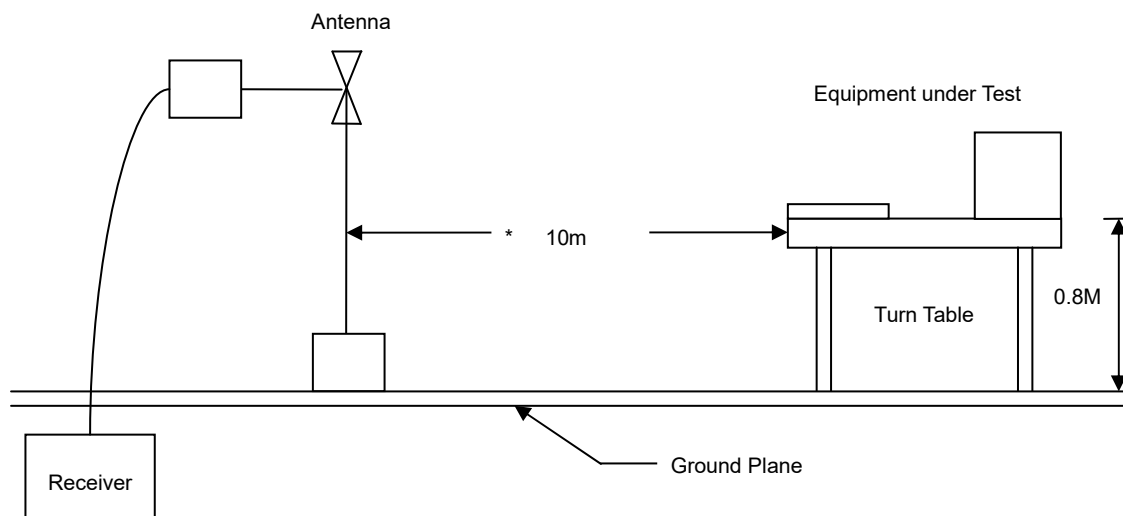 Antenna
Equipment under Test
* 10m
0.8M
Turn Table
Ground Plane
Receiver